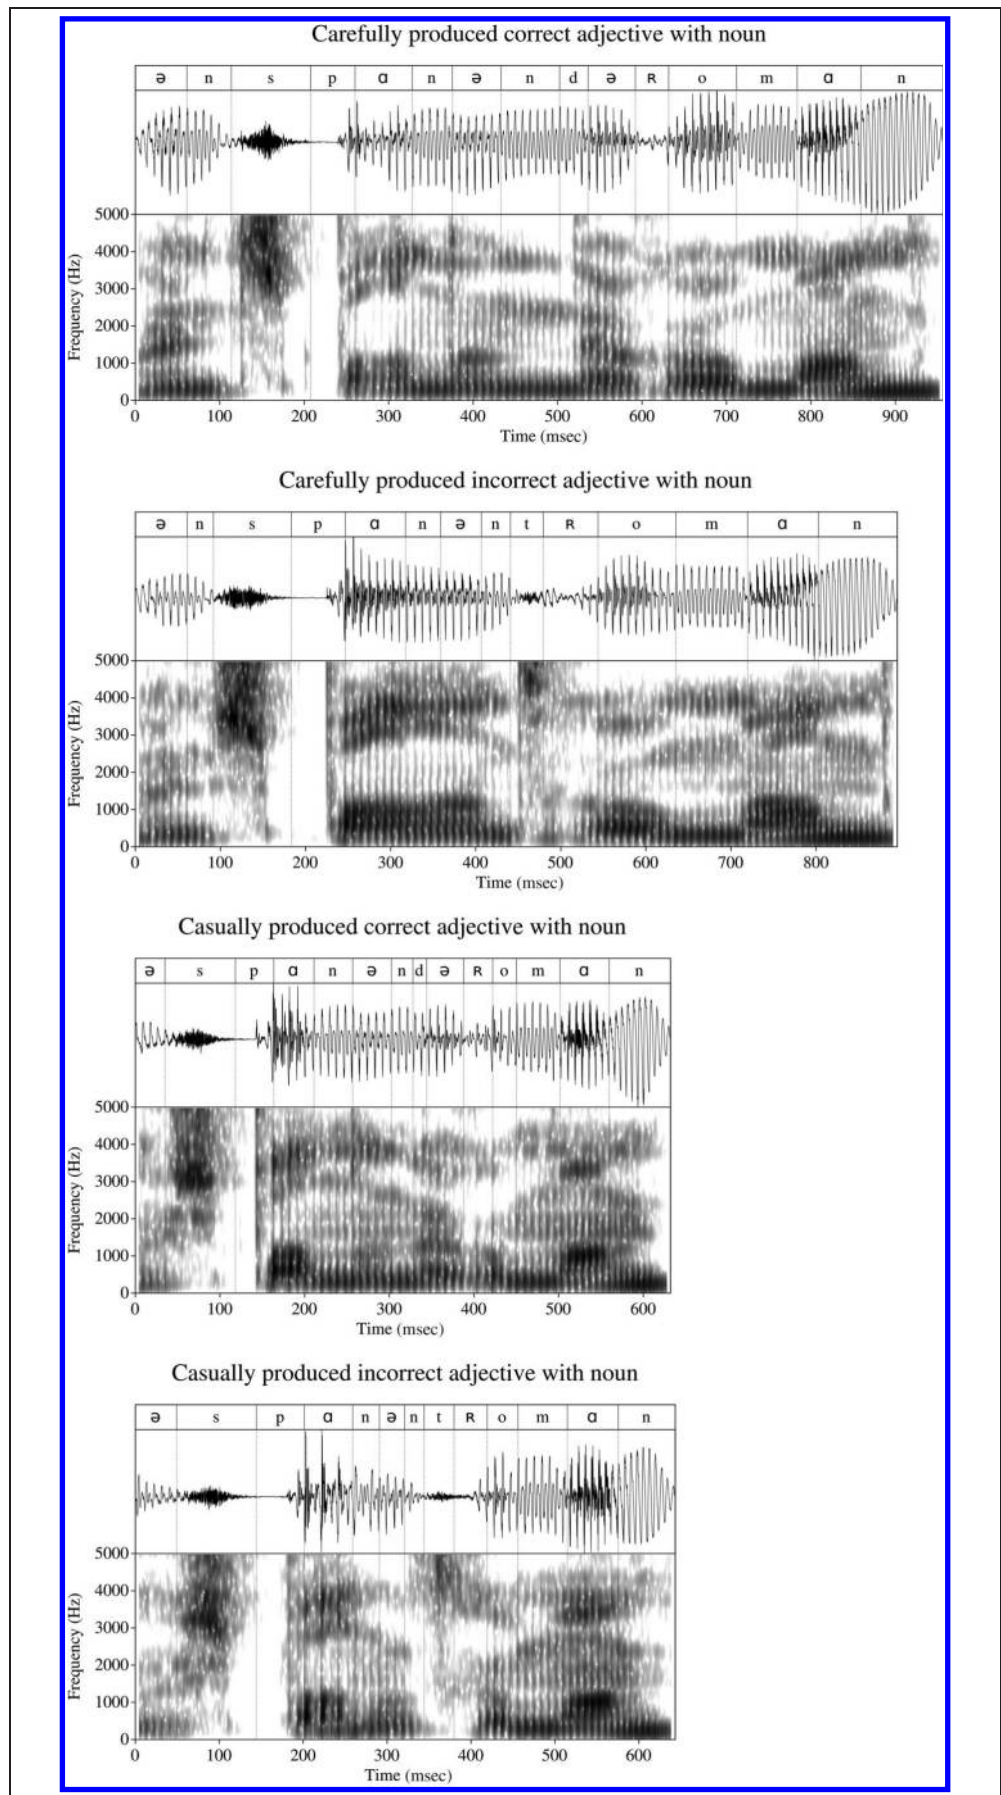 Carefully produced correct adjective with noun
ə n s p ɑ n ə n d ə ʀ o m ɑ n
5000
4000
3000
2000
1000
0
Frequency (Hz)
0 100 200 300 400 500 600 700 800 900
Time (msec)
Carefully produced incorrect adjective with noun
ə n s p ɑ n ə n t ʀ o m ɑ n
5000
4000
3000
2000
1000
0
Frequency (Hz)
0 100 200 300 400 500 600 700 800
Time (msec)
Casually produced correct adjective with noun
ə s p ɑ n ə n d ə ʀ o m ɑ n
5000
4000
3000
2000
1000
0
Frequency (Hz)
0 100 200 300 400 500 600
Time (msec)
Casually produced incorrect adjective with noun
ə s p ɑ n ə n t ʀ o m ɑ n
5000
4000
3000
2000
1000
0
Frequency (Hz)
0 100 200 300 400 500 600
Time (msec)